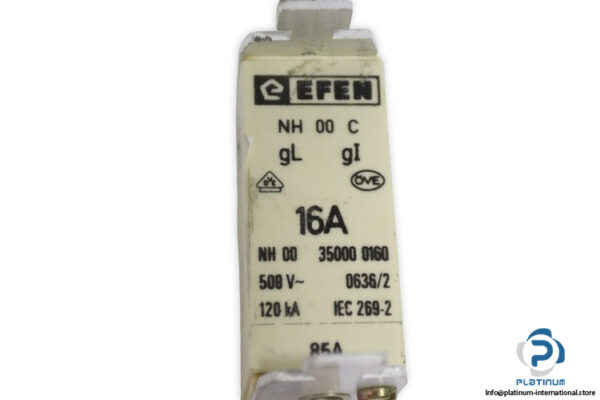 EFEN
NH 00 C
gL gI
ÖVE
16A
NH 00 35000 0160
500 V~ 0636/2
120 kA IEC 269-2
85A
PLATINUM
Info@platinum-international.store